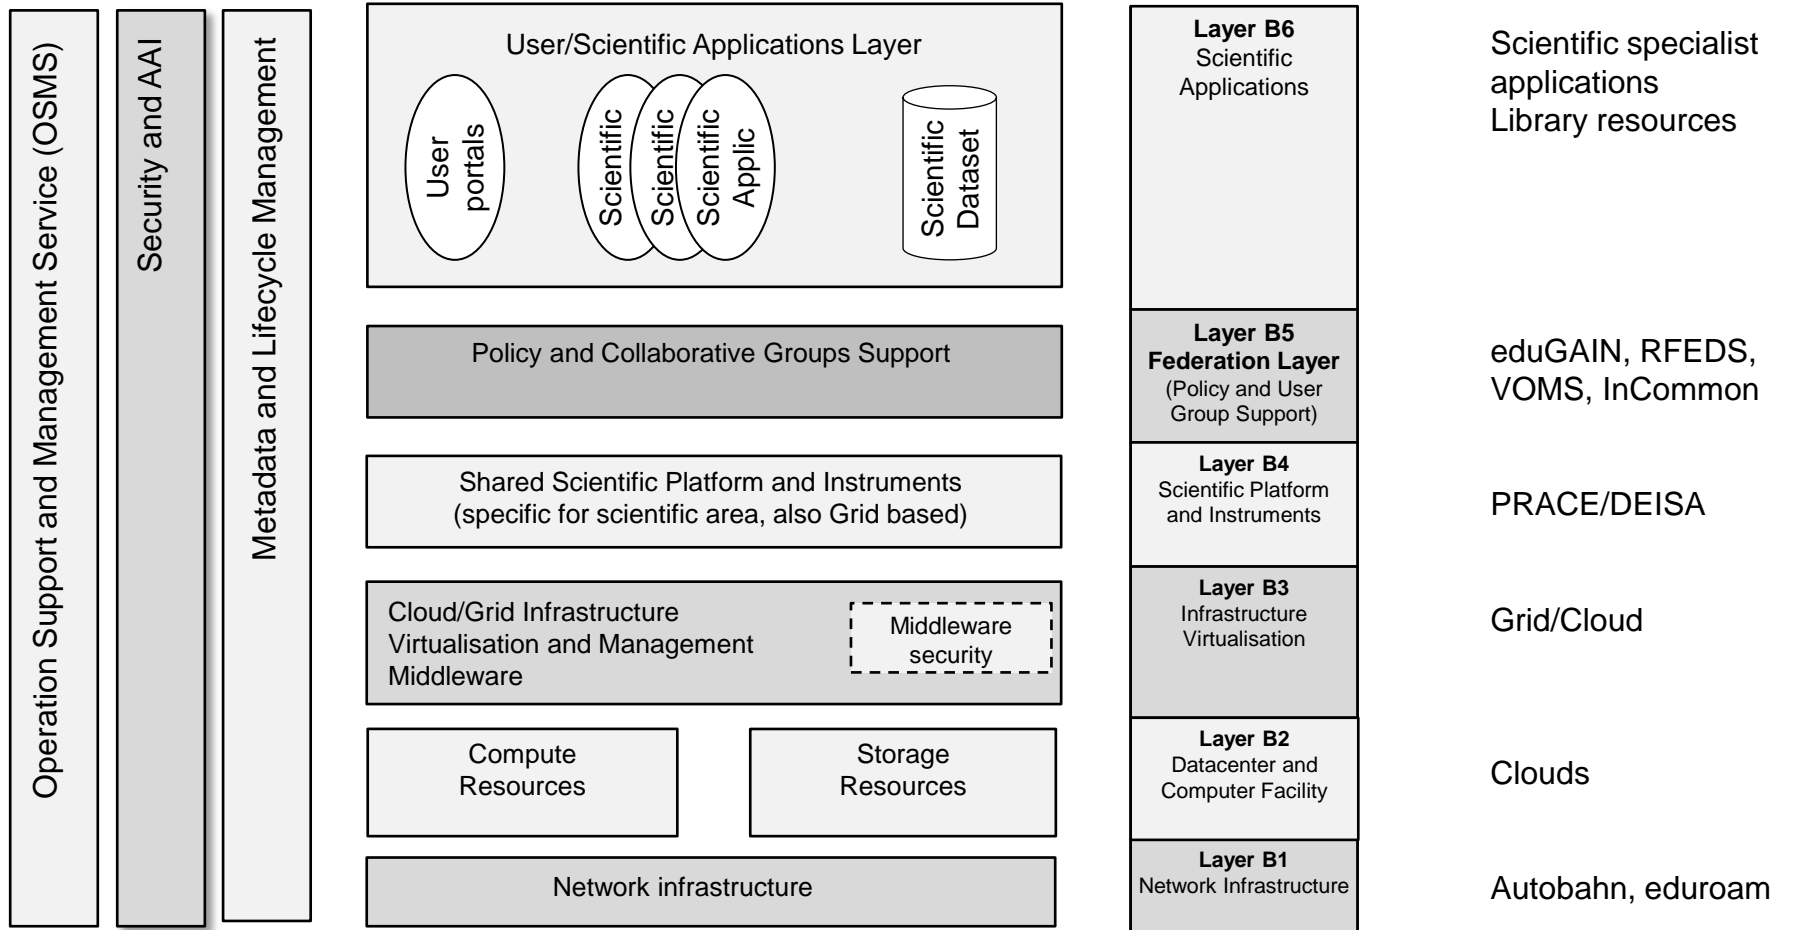 Operation Support and Management Service (OSMS)
Security and AAI
Metadata and Lifecycle Management
User/Scientific Applications Layer
User
portals
Scientific
Scientific
Scientific
Applic
Scientific
Dataset
Policy and Collaborative Groups Support
Shared Scientific Platform and Instruments
(specific for scientific area, also Grid based)
Cloud/Grid Infrastructure
Virtualisation and Management
Middleware
Middleware
security
Compute
Resources
Storage
Resources
Network infrastructure
Layer B6
Scientific
Applications
Layer B5
Federation Layer
(Policy and User
Group Support)
Layer B4
Scientific Platform
and Instruments
Layer B3
Infrastructure
Virtualisation
Layer B2
Datacenter and
Computer Facility
Layer B1
Network Infrastructure
Scientific specialist
applications
Library resources
eduGAIN, RFEDS,
VOMS, InCommon
PRACE/DEISA
Grid/Cloud
Clouds
Autobahn, eduroam